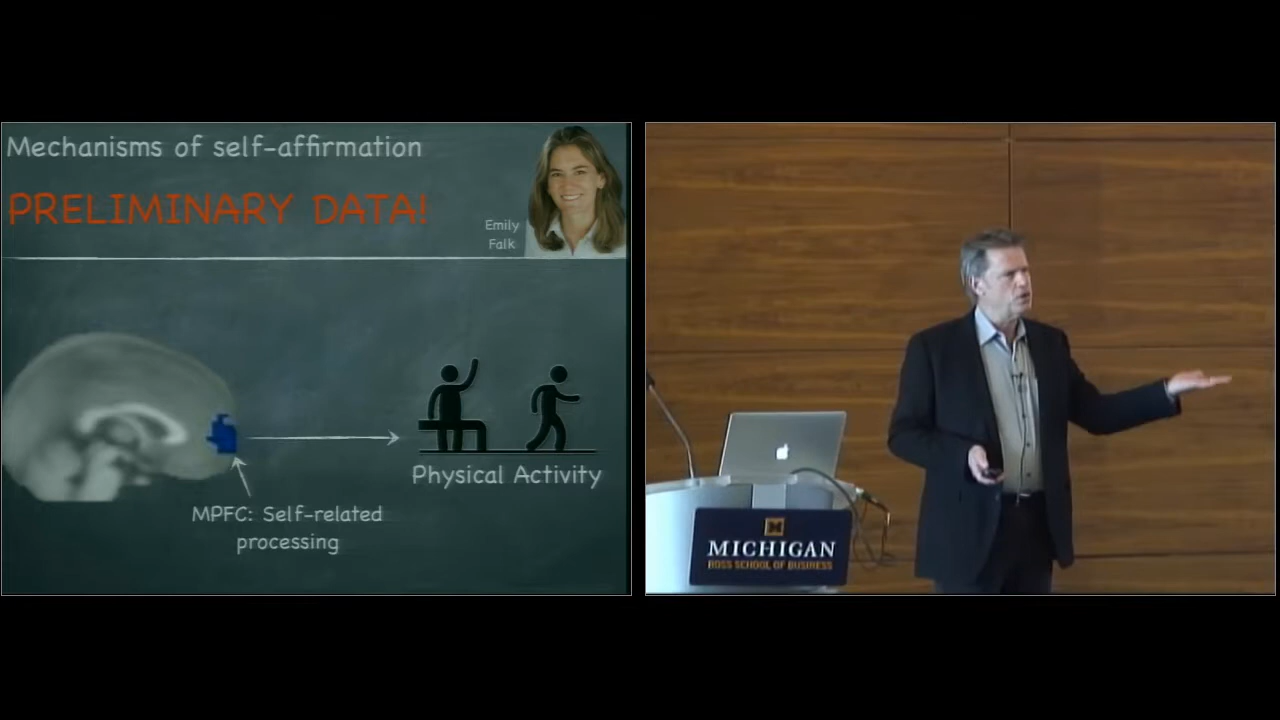 Mechanisms of self-affirmation
PRELIMINARY DATA!
Emily
Falk
Physical Activity
MPFC: Self-related
processing
M
MICHIGAN
ROSS SCHOOL OF BUSINESS